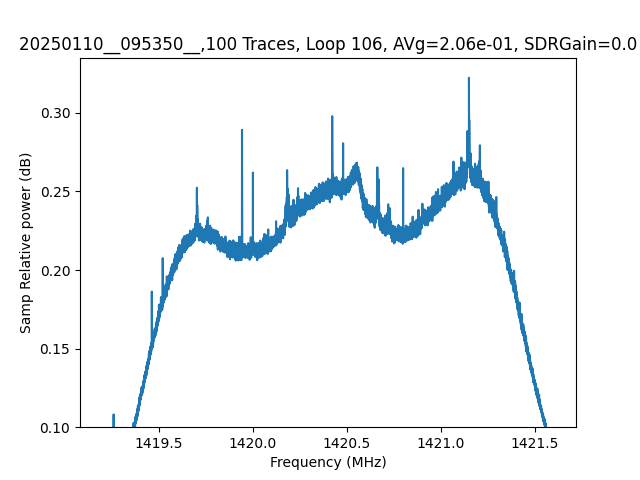 20250110__095350__,100 Traces, Loop 106, AVg=2.06e-01, SDRGain=0.0
0.30
0.25
0.20
0.15
0.10
Samp Relative power (dB)
1419.5 1420.0 1420.5 1421.0 1421.5
Frequency (MHz)